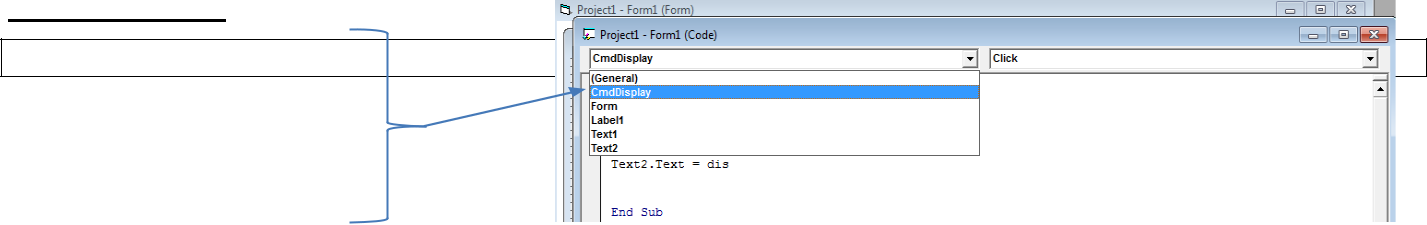 Project1 - Form1 (Form)
Project1 - Form1 (Code)
CmdDisplay Click
(General)
CmdDisplay
Form
Label1
Text1
Text2
Text2.Text = dis
End Sub